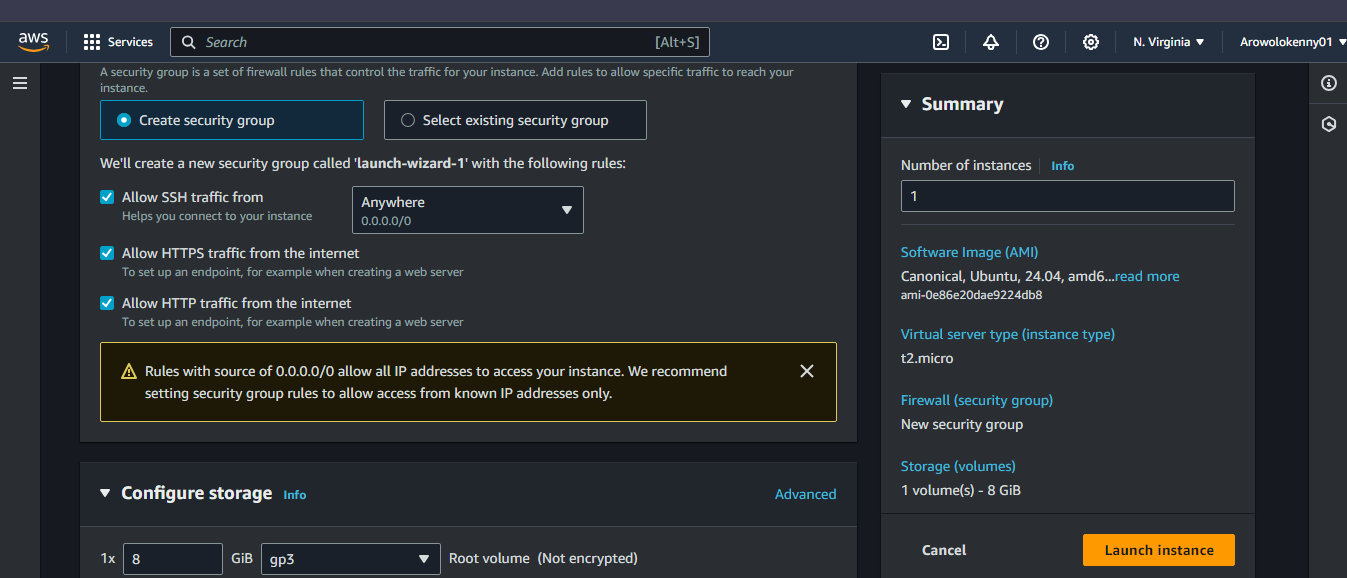 aws
Services
Search
[Alt+S]
N. Virginia
Arowolokenny01
A security group is a set of firewall rules that control the traffic for your instance. Add rules to allow specific traffic to reach your
instance.
Create security group
Select existing security group
We'll create a new security group called 'launch-wizard-1' with the following rules:
Allow SSH traffic from
Helps you connect to your instance
Anywhere
0.0.0.0/0
Allow HTTPS traffic from the internet
To set up an endpoint, for example when creating a web server
Allow HTTP traffic from the internet
To set up an endpoint, for example when creating a web server
Rules with source of 0.0.0.0/0 allow all IP addresses to access your instance. We recommend
setting security group rules to allow access from known IP addresses only.
Configure storage Info
Advanced
1x 8 GiB gp3 Root volume (Not encrypted)
Summary
Number of instances Info
1
Software Image (AMI)
Canonical, Ubuntu, 24.04, amd6...read more
ami-0e86e20dae9224db8
Virtual server type (instance type)
t2.micro
Firewall (security group)
New security group
Storage (volumes)
1 volume(s) - 8 GiB
Cancel
Launch instance